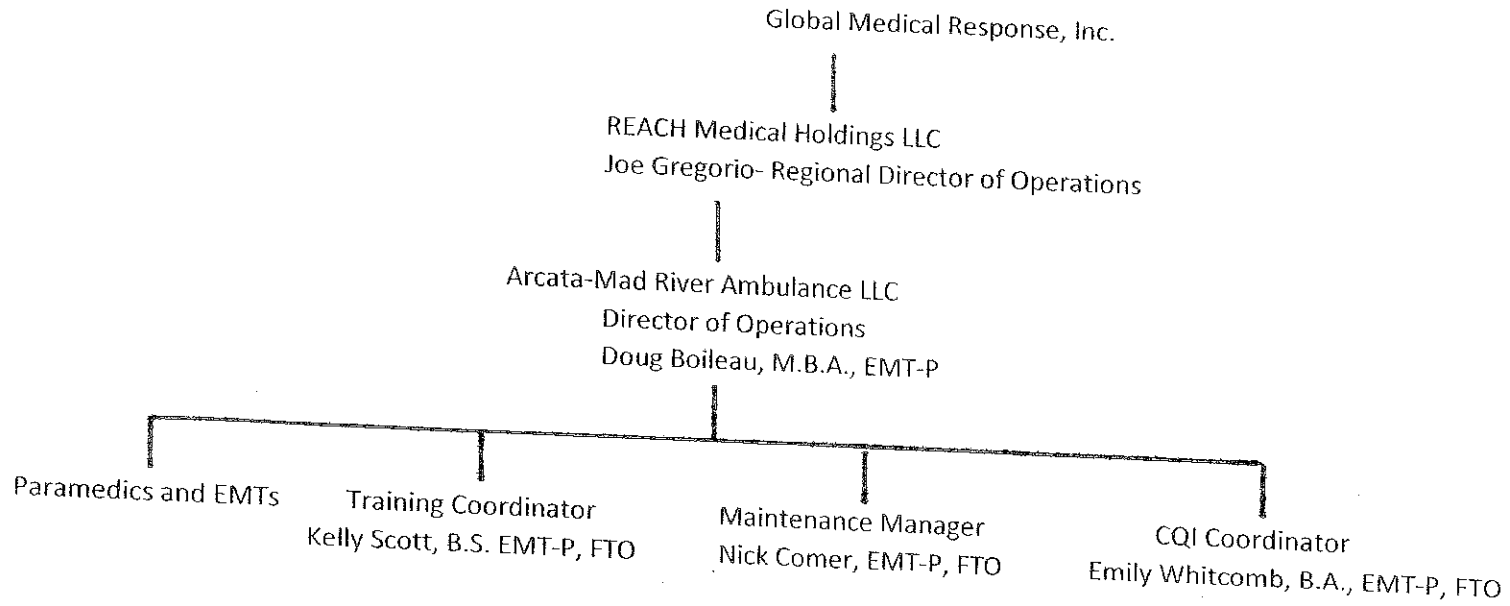 Global Medical Response, Inc.
REACH Medical Holdings LLC
Joe Gregorio- Regional Director of Operations
Arcata-Mad River Ambulance LLC
Director of Operations
Doug Boileau, M.B.A., EMT-P
Paramedics and EMTs
Training Coordinator
Kelly Scott, B.S. EMT-P, FTO
Maintenance Manager
Nick Comer, EMT-P, FTO
CQI Coordinator
Emily Whitcomb, B.A., EMT-P, FTO